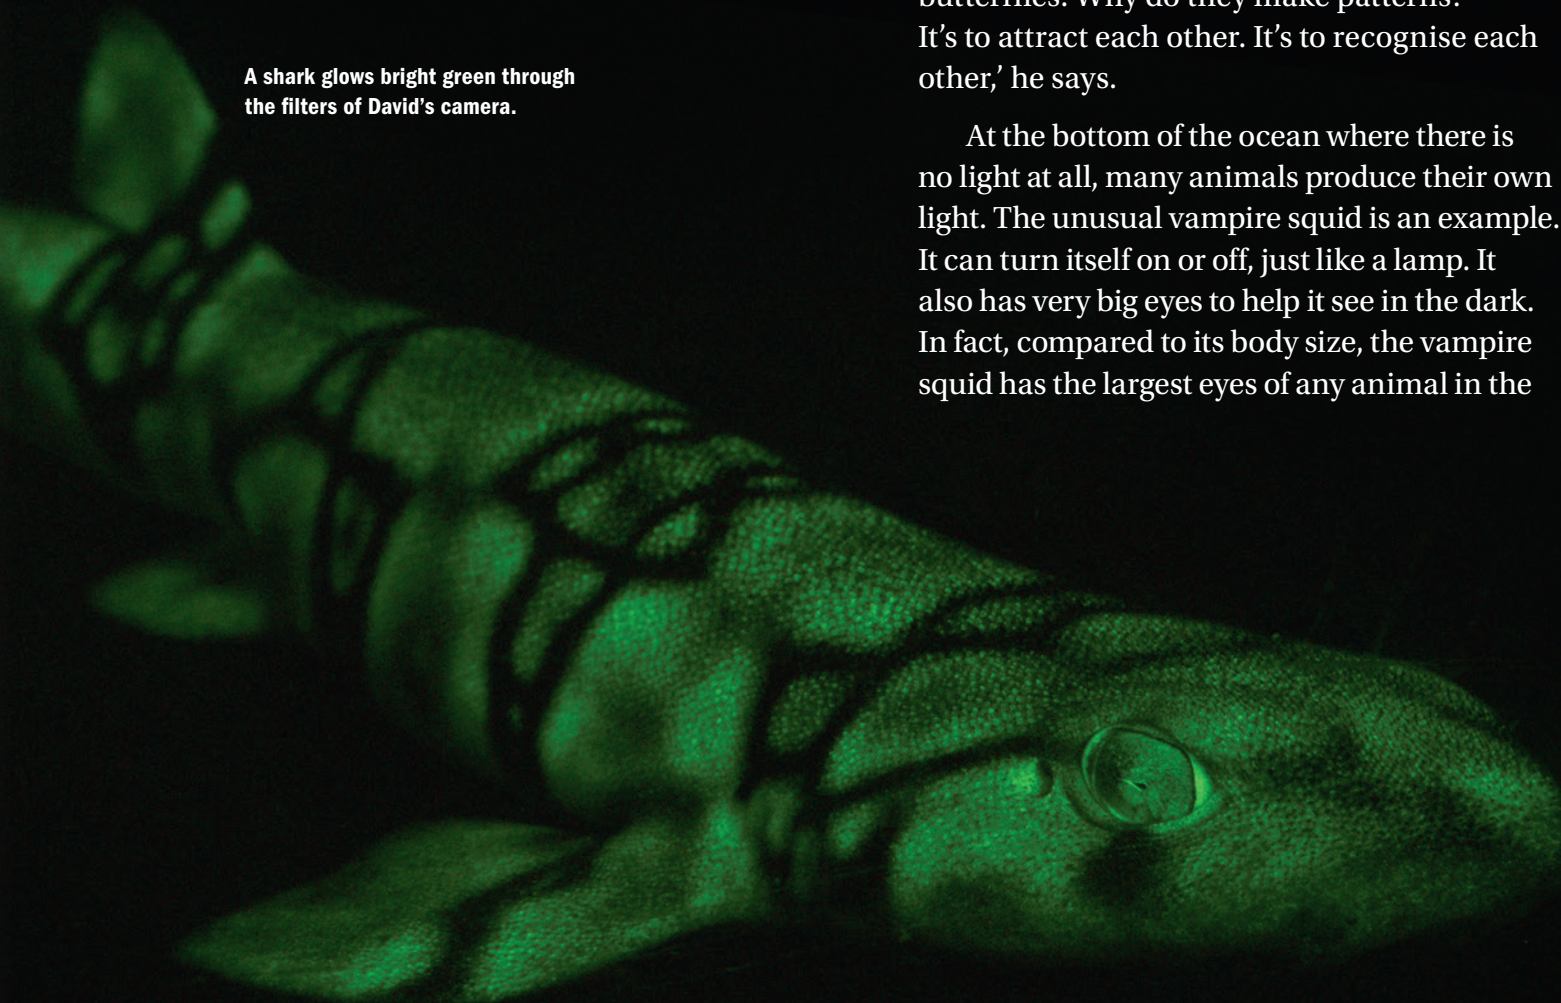 A shark glows bright green through
the filters of David’s camera.
butterflies. Why do they make patterns?
It’s to attract each other. It’s to recognise each
other,’ he says.
At the bottom of the ocean where there is
no light at all, many animals produce their own
light. The unusual vampire squid is an example.
It can turn itself on or off, just like a lamp. It
also has very big eyes to help it see in the dark.
In fact, compared to its body size, the vampire
squid has the largest eyes of any animal in the